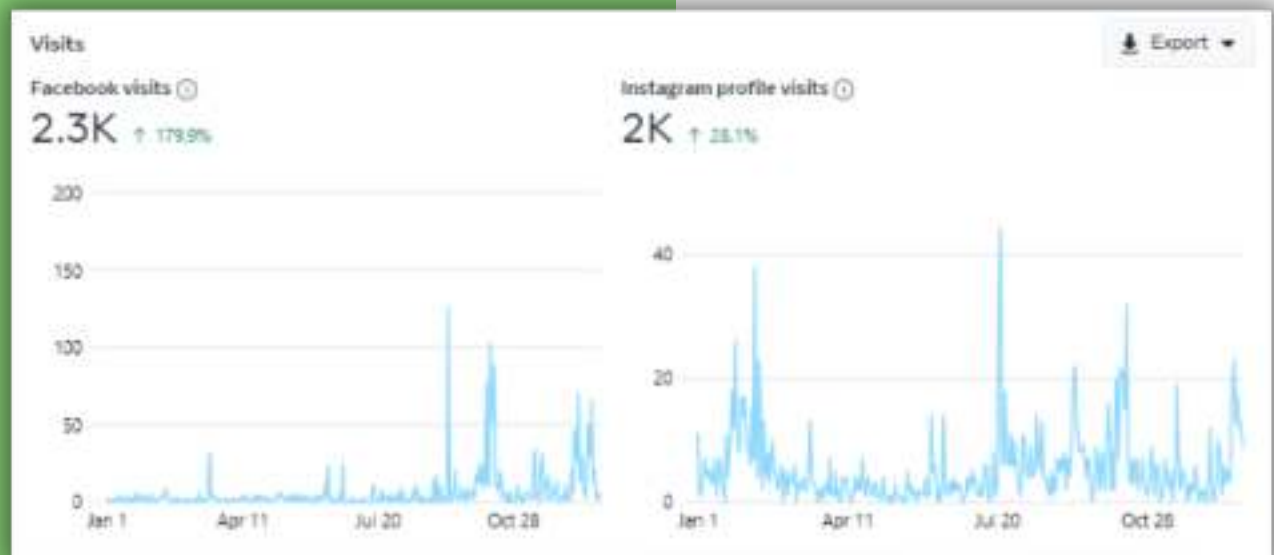 Visits
Export
Facebook visits
2.3K ↑ 179.9%
Instagram profile visits
2K ↑ 28.1%
200
150
100
50
0
Jan 1 Apr 11 Jul 20 Oct 28
40
20
0
Jan 1 Apr 11 Jul 20 Oct 28